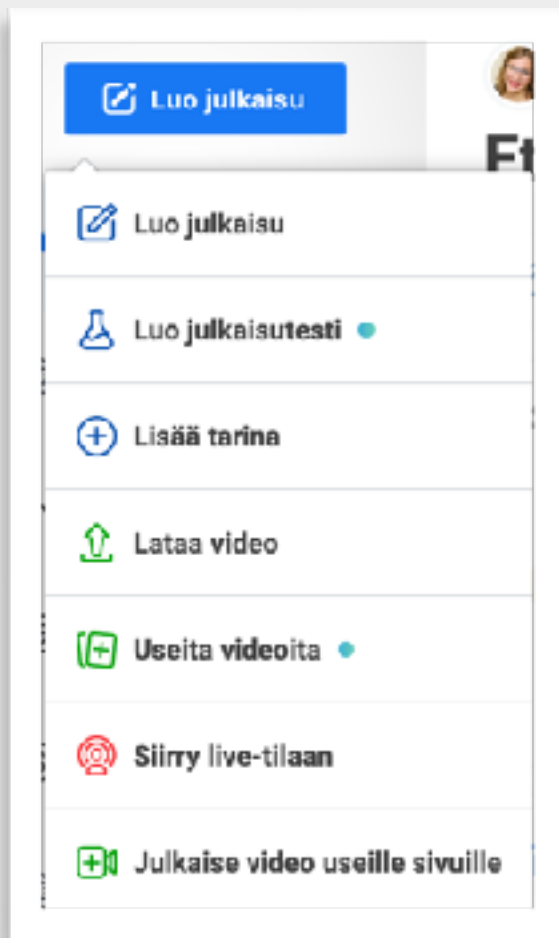 Luo julkaisu
Et
Luo julkaisu
Luo julkaisutesti
Lisää tarina
Lataa video
Useita videoita
Siirry live-tilaan
Julkaise video useille sivuille